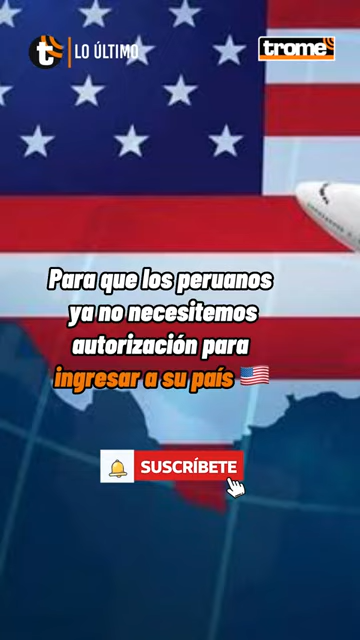 LO ÚLTIMO
trome
Para que los peruanos
ya no necesitemos
autorización para
ingresar a su país
SUSCRÍBETE